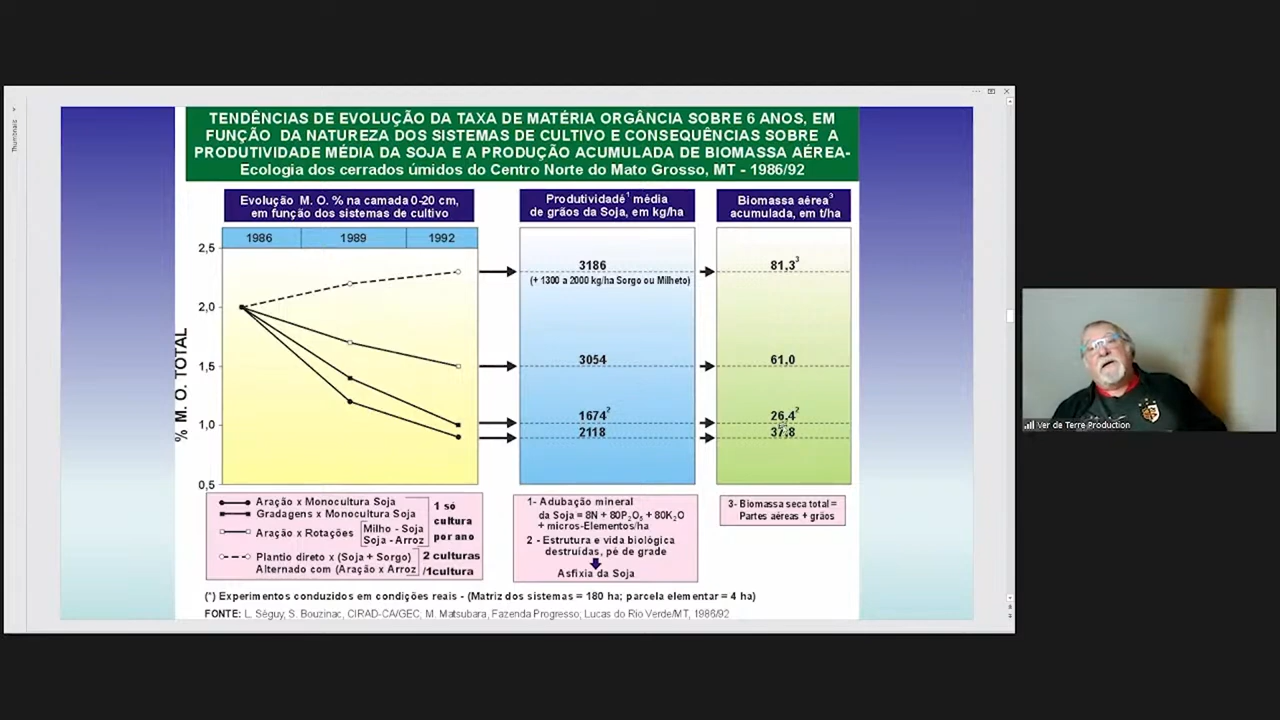 Thumbnails
TENDÊNCIAS DE EVOLUÇÃO DA TAXA DE MATÉRIA ORGÂNCIA SOBRE 6 ANOS, EM
FUNÇÃO DA NATUREZA DOS SISTEMAS DE CULTIVO E CONSEQUÊNCIAS SOBRE A
PRODUTIVIDADE MÉDIA DA SOJA E A PRODUÇÃO ACUMULADA DE BIOMASSA AÉREA-
Ecologia dos cerrados úmidos do Centro Norte do Mato Grosso, MT - 1986/92
Evolução M. O. % na camada 0-20 cm,
em função dos sistemas de cultivo
1986 1989 1992
% M. O. TOTAL
2,5
2,0
1,5
1,0
0,5
Produtividade¹ média
de grãos da Soja, em kg/ha
3186
(+ 1300 a 2000 kg/ha Sorgo ou Milheto)
3054
1674²
2118
Biomassa aérea³
acumulada, em t/ha
81,3³
61,0
26,4²
37,8
Aração x Monocultura Soja
Gradagens x Monocultura Soja
Aração x Rotações
Milho - Soja
Soja - Arroz
1 só
cultura
por ano
Plantio direto x (Soja + Sorgo)
Alternado com (Aração x Arroz
2 culturas
/1cultura
1- Adubação mineral
da Soja = 8N + 80P₂O₅ + 80K₂O
+ micros-Elementos/ha
2 - Estrutura e vida biológica
destruídas, pé de grade
Asfixia da Soja
3- Biomassa seca total =
Partes aéreas + grãos
(*) Experimentos conduzidos em condições reais - (Matriz dos sistemas = 180 ha; parcela elementar = 4 ha)
FONTE: L. Séguy, S. Bouzinac, CIRAD-CA/GEC, M. Matsubara, Fazenda Progresso; Lucas do Rio Verde/MT, 1986/92
Ver de Terre Production